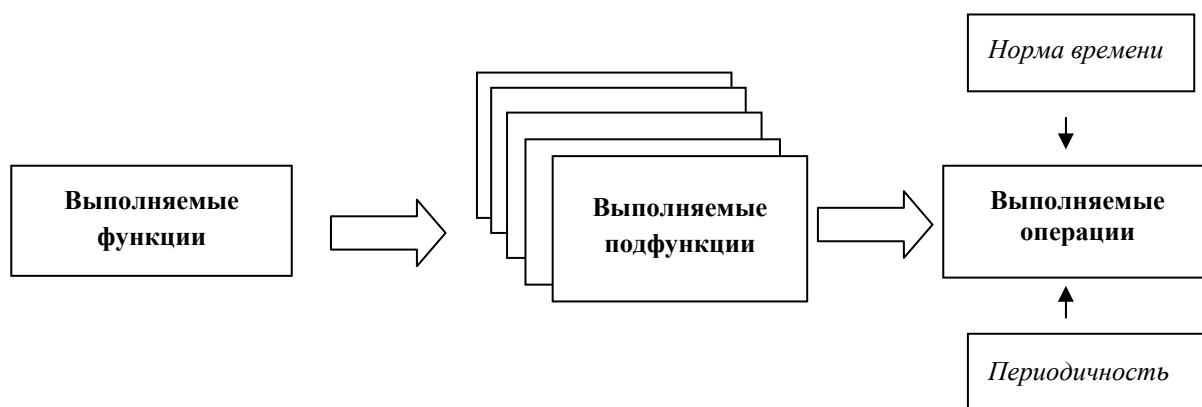 Норма времени
Выполняемые
функции
Выполняемые
подфункции
Выполняемые
операции
Периодичность